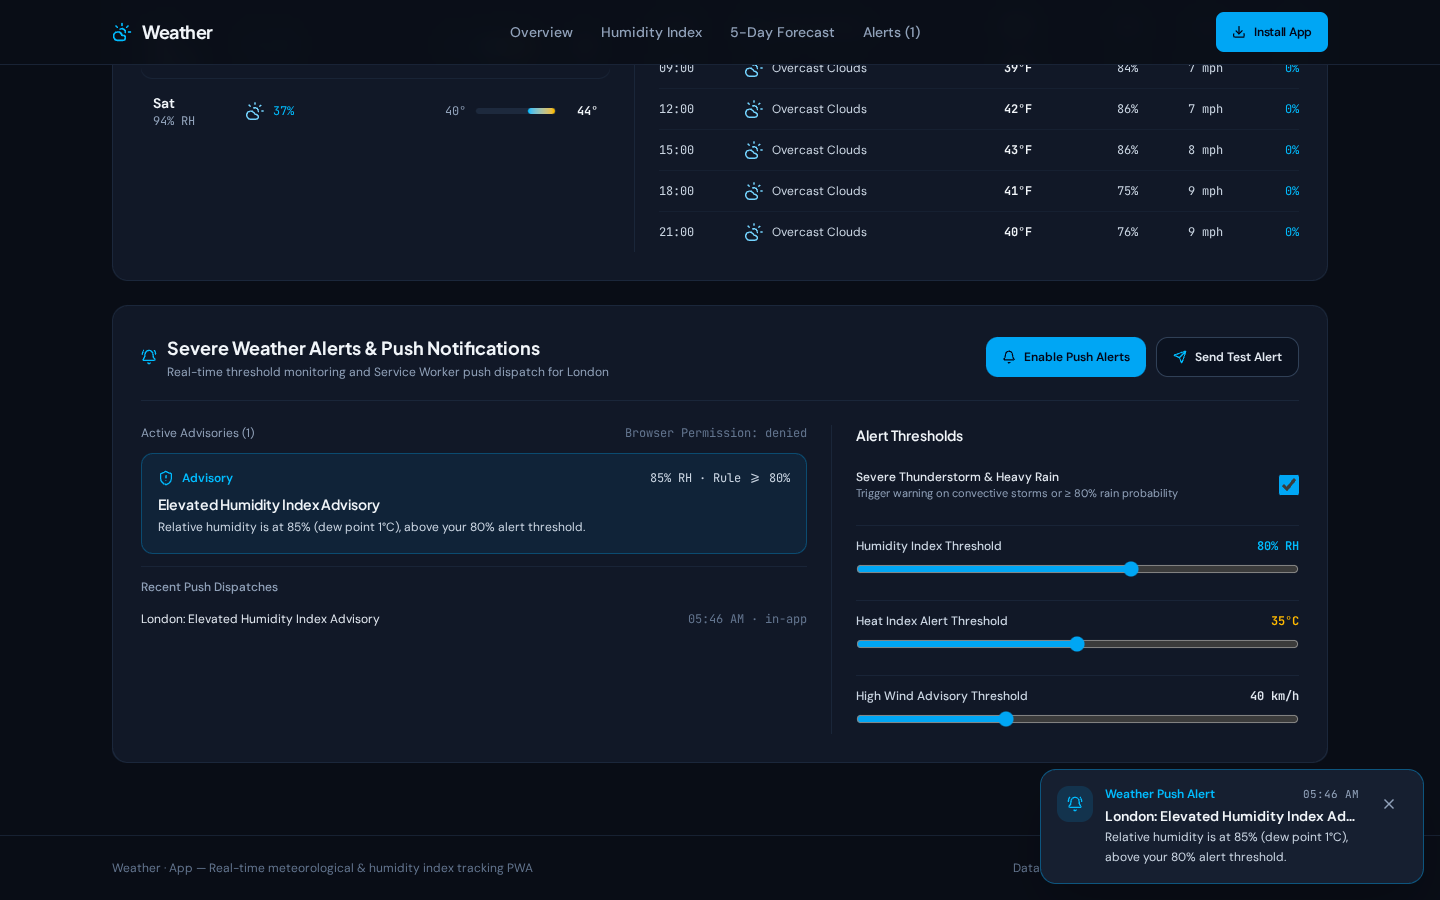 Weather
Overview
Humidity Index
5-Day Forecast
Alerts (1)
Install App
Sat
94% RH
37%
40°
44°
09:00 Overcast Clouds 39°F 84% 7 mph 0%
12:00 Overcast Clouds 42°F 86% 7 mph 0%
15:00 Overcast Clouds 43°F 86% 8 mph 0%
18:00 Overcast Clouds 41°F 75% 9 mph 0%
21:00 Overcast Clouds 40°F 76% 9 mph 0%
Severe Weather Alerts & Push Notifications
Real-time threshold monitoring and Service Worker push dispatch for London
Enable Push Alerts
Send Test Alert
Active Advisories (1)
Browser Permission: denied
Advisory
85% RH · Rule ≥ 80%
Elevated Humidity Index Advisory
Relative humidity is at 85% (dew point 1°C), above your 80% alert threshold.
Recent Push Dispatches
London: Elevated Humidity Index Advisory
05:46 AM · in-app
Alert Thresholds
Severe Thunderstorm & Heavy Rain
Trigger warning on convective storms or ≥ 80% rain probability
Humidity Index Threshold
80% RH
Heat Index Alert Threshold
35°C
High Wind Advisory Threshold
40 km/h
Weather Push Alert
05:46 AM
London: Elevated Humidity Index Ad...
Relative humidity is at 85% (dew point 1°C),
above your 80% alert threshold.
Weather · App — Real-time meteorological & humidity index tracking PWA
Data